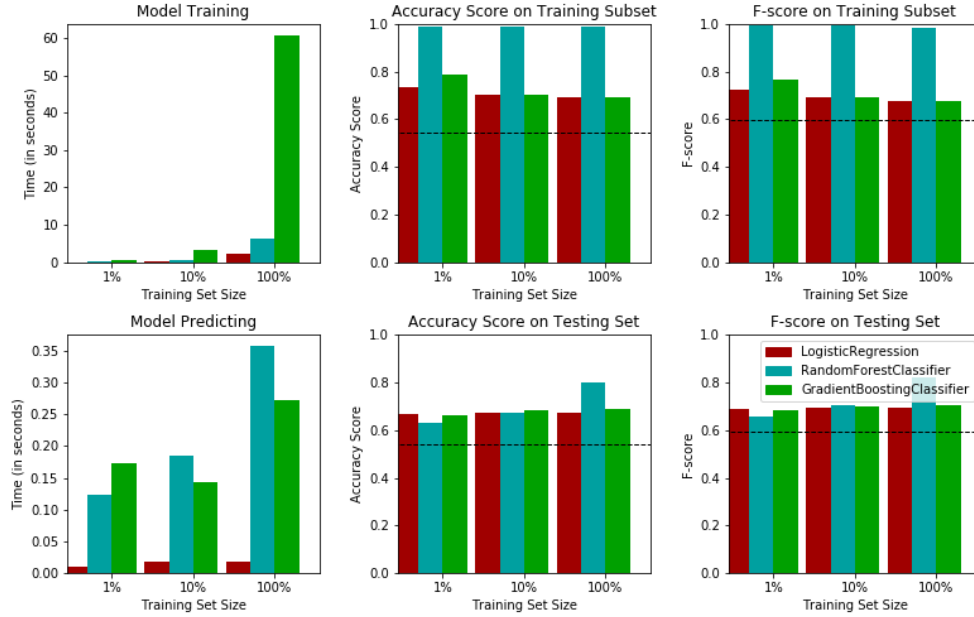 Model Training
Time (in seconds)
60
50
40
30
20
10
0
1%
10%
100%
Training Set Size
Accuracy Score on Training Subset
Accuracy Score
1.0
0.8
0.6
0.4
0.2
0.0
1%
10%
100%
Training Set Size
F-score on Training Subset
F-score
1.0
0.8
0.6
0.4
0.2
0.0
1%
10%
100%
Training Set Size
Model Predicting
Time (in seconds)
0.35
0.30
0.25
0.20
0.15
0.10
0.05
0.00
1%
10%
100%
Training Set Size
Accuracy Score on Testing Set
Accuracy Score
1.0
0.8
0.6
0.4
0.2
0.0
1%
10%
100%
Training Set Size
F-score on Testing Set
F-score
1.0
0.8
0.6
0.4
0.2
0.0
LogisticRegression
RandomForestClassifier
GradientBoostingClassifier
1%
10%
100%
Training Set Size